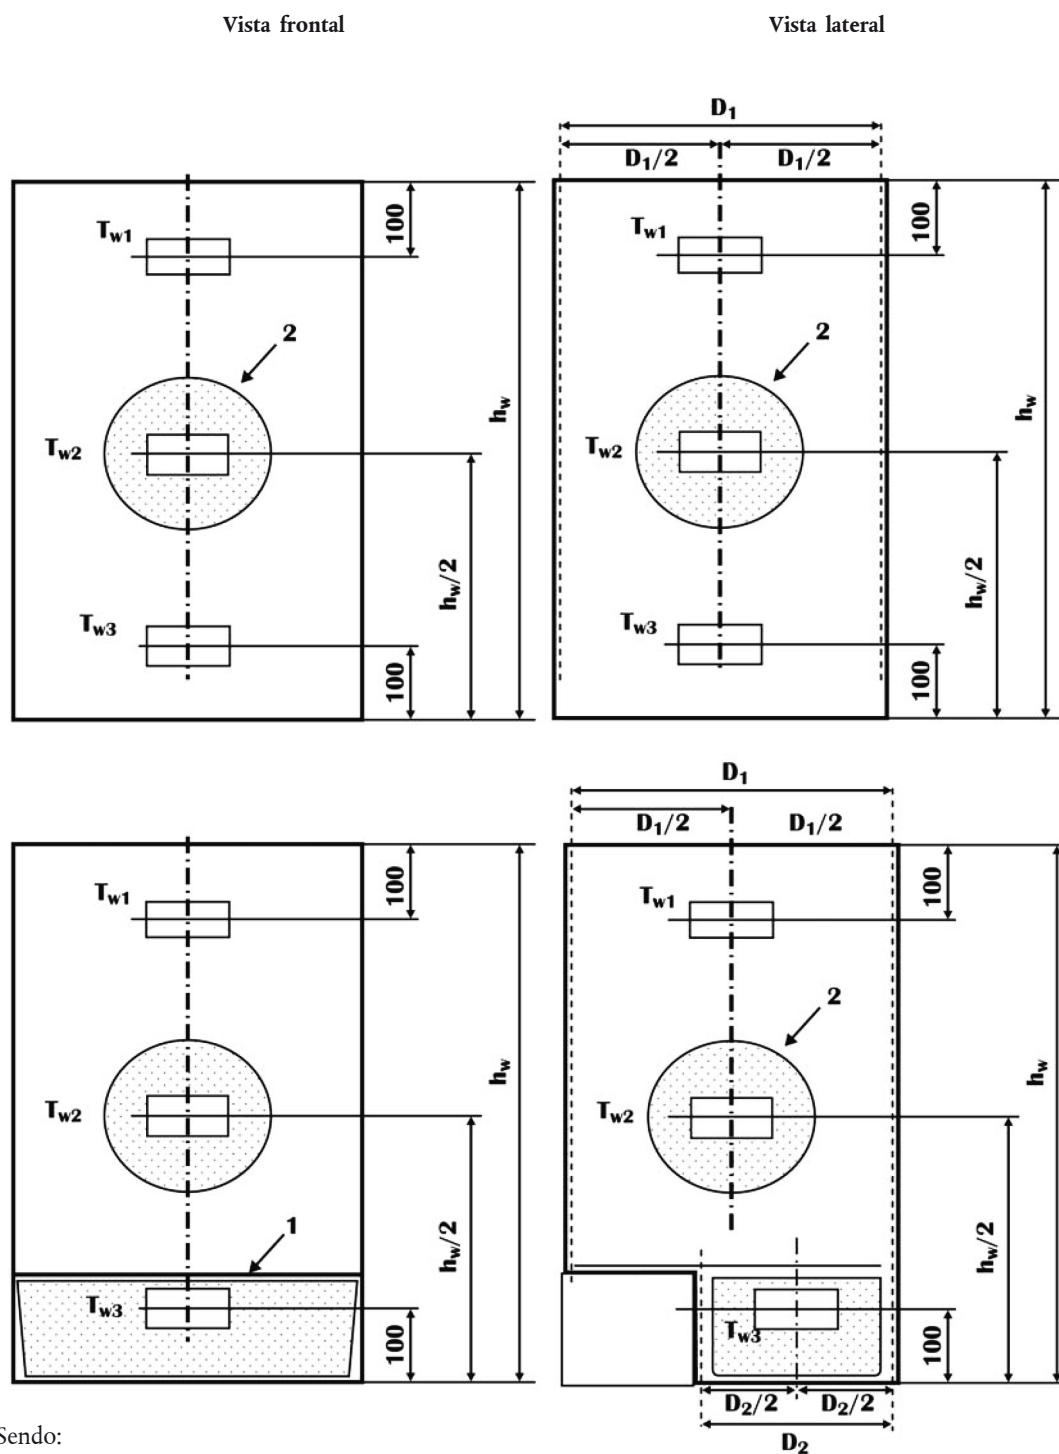 Vista frontal Vista lateral
D1
D1/2 D1/2
100 100
Tw1 Tw1
2 2
hw hw
Tw2 Tw2
hw/2 hw/2
Tw3 Tw3
100 100
D1
D1/2 D1/2
100 100
Tw1 Tw1
2
hw hw
Tw2 Tw2
1
hw/2 hw/2
Tw3 Tw3
100 100
D2/2 D2/2
D2
Sendo: